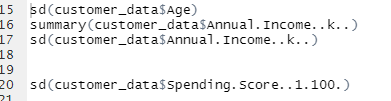 15 sd(customer_data$Age)
16 summary(customer_data$Annual.Income..k..)
17 sd(customer_data$Annual.Income..k..)
18
19
20 sd(customer_data$Spending.Score..1.100.)
21